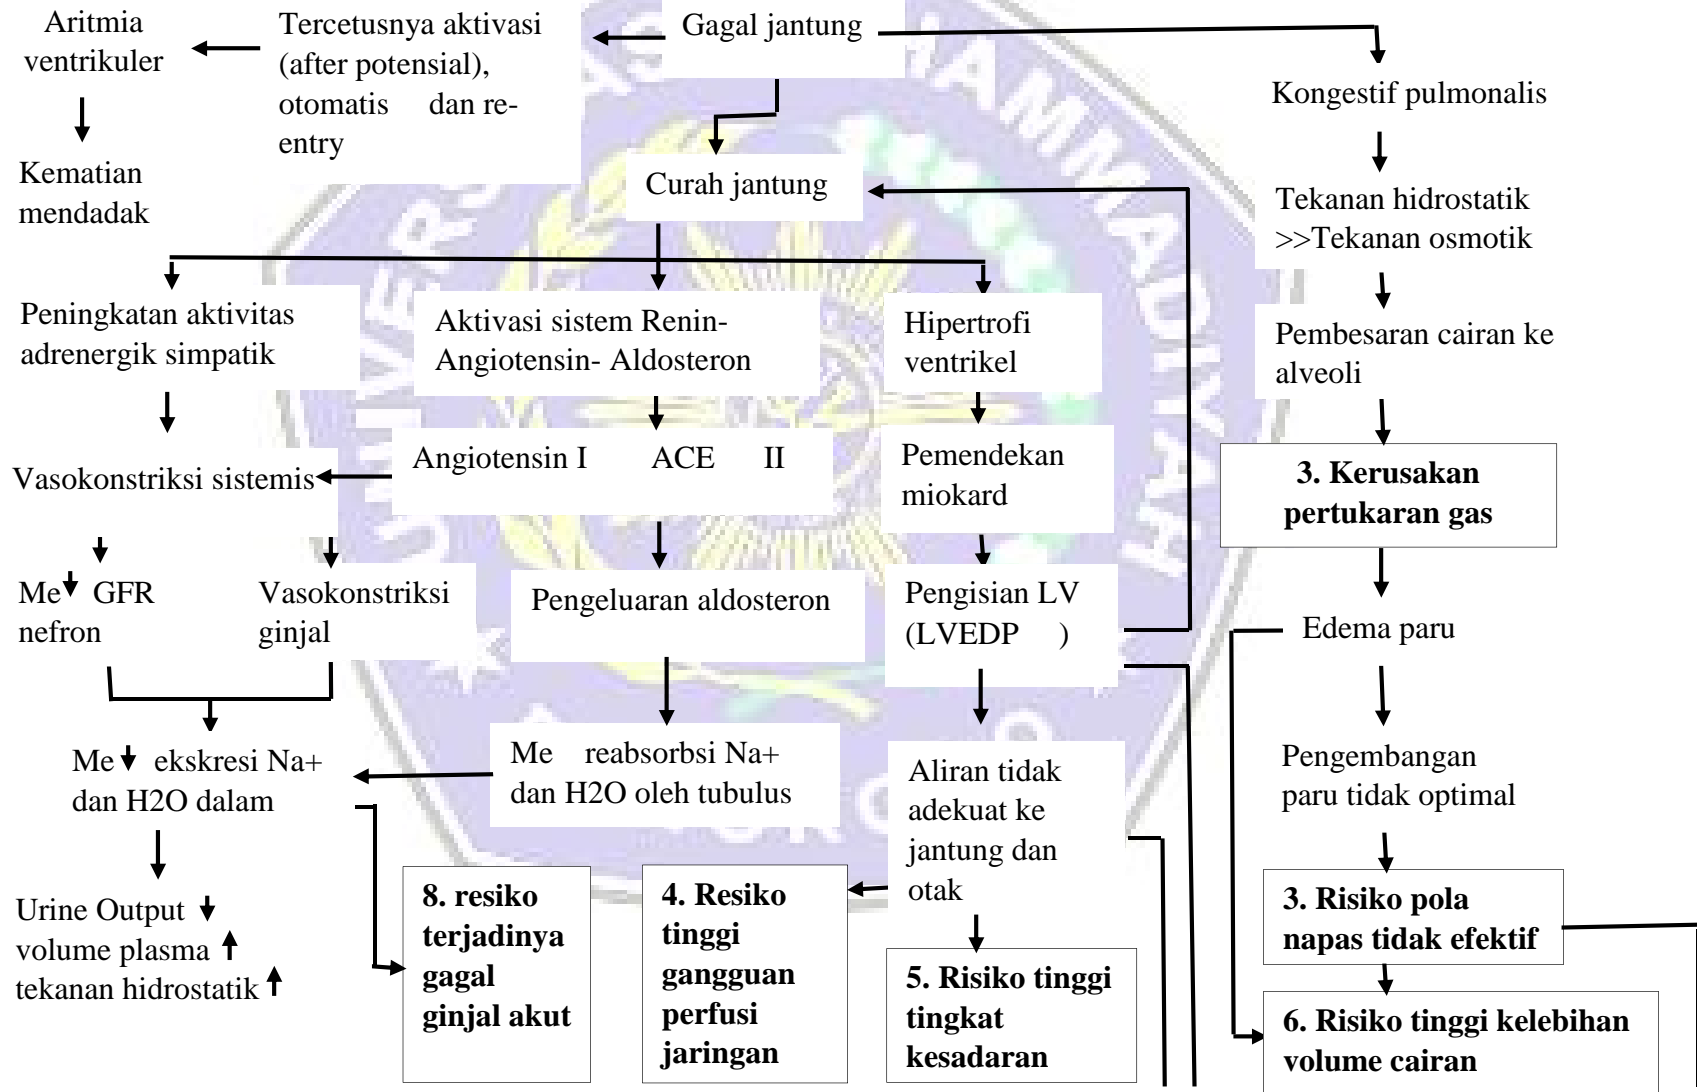 Aritmia
ventrikuler
Tercetusnya aktivasi
(after potensial),
otomatis dan re-
entry
Gagal jantung
Kongestif pulmonalis
Kematian
mendadak
Curah jantung
Tekanan hidrostatik
>>Tekanan osmotik
Peningkatan aktivitas
adrenergik simpatik
Aktivasi sistem Renin-
Angiotensin- Aldosteron
Hipertrofi
ventrikel
Pembesaran cairan ke
alveoli
Vasokonstriksi sistemis
Angiotensin I ACE II
Pemendekan
miokard
3. Kerusakan
pertukaran gas
Me↓ GFR
nefron
Vasokonstriksi
ginjal
Pengeluaran aldosteron
Pengisian LV
(LVEDP )
Edema paru
Me↓ ekskresi Na+
dan H2O dalam
Me reabsorbsi Na+
dan H2O oleh tubulus
Aliran tidak
adekuat ke
jantung dan
otak
Pengembangan
paru tidak optimal
Urine Output ↓
volume plasma ↑
tekanan hidrostatik ↑
8. resiko
terjadinya
gagal
ginjal akut
4. Resiko
tinggi
gangguan
perfusi
jaringan
5. Risiko tinggi
tingkat
kesadaran
3. Risiko pola
napas tidak efektif
6. Risiko tinggi kelebihan
volume cairan